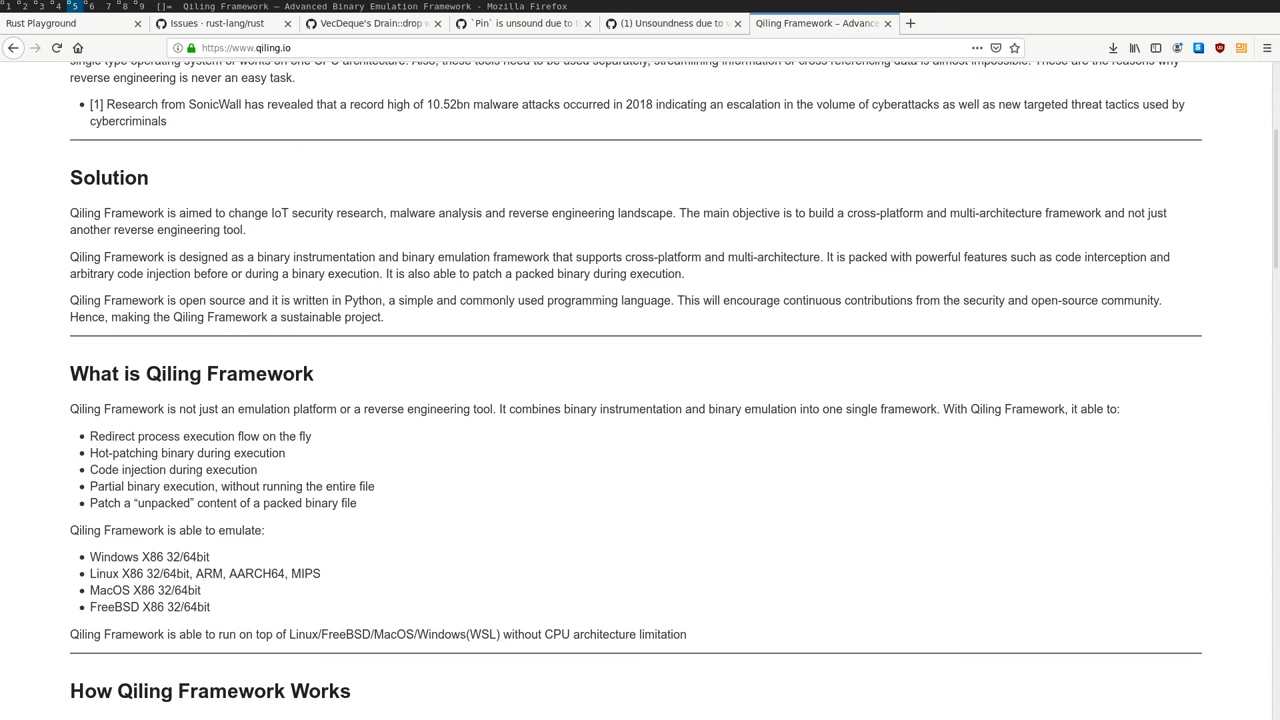 1 2 3 4 5 6 7 8 9 []= Qiling Framework – Advanced Binary Emulation Framework - Mozilla Firefox
Rust Playground Issues · rust-lang/rust VecDeque's Drain::drop `Pin` is unsound due to (1) Unsoundness due to Qiling Framework – Advanc
https://www.qiling.io
single type operating system or works on one CPU architecture. Also, these tools need to be used separately, streamlining information or cross referencing data is almost impossible. These are the reasons why
reverse engineering is never an easy task.
[1] Research from SonicWall has revealed that a record high of 10.52bn malware attacks occurred in 2018 indicating an escalation in the volume of cyberattacks as well as new targeted threat tactics used by
cybercriminals
Solution
Qiling Framework is aimed to change IoT security research, malware analysis and reverse engineering landscape. The main objective is to build a cross-platform and multi-architecture framework and not just
another reverse engineering tool.
Qiling Framework is designed as a binary instrumentation and binary emulation framework that supports cross-platform and multi-architecture. It is packed with powerful features such as code interception and
arbitrary code injection before or during a binary execution. It is also able to patch a packed binary during execution.
Qiling Framework is open source and it is written in Python, a simple and commonly used programming language. This will encourage continuous contributions from the security and open-source community.
Hence, making the Qiling Framework a sustainable project.
What is Qiling Framework
Qiling Framework is not just an emulation platform or a reverse engineering tool. It combines binary instrumentation and binary emulation into one single framework. With Qiling Framework, it able to:
Redirect process execution flow on the fly
Hot-patching binary during execution
Code injection during execution
Partial binary execution, without running the entire file
Patch a “unpacked” content of a packed binary file
Qiling Framework is able to emulate:
Windows X86 32/64bit
Linux X86 32/64bit, ARM, AARCH64, MIPS
MacOS X86 32/64bit
FreeBSD X86 32/64bit
Qiling Framework is able to run on top of Linux/FreeBSD/MacOS/Windows(WSL) without CPU architecture limitation
How Qiling Framework Works